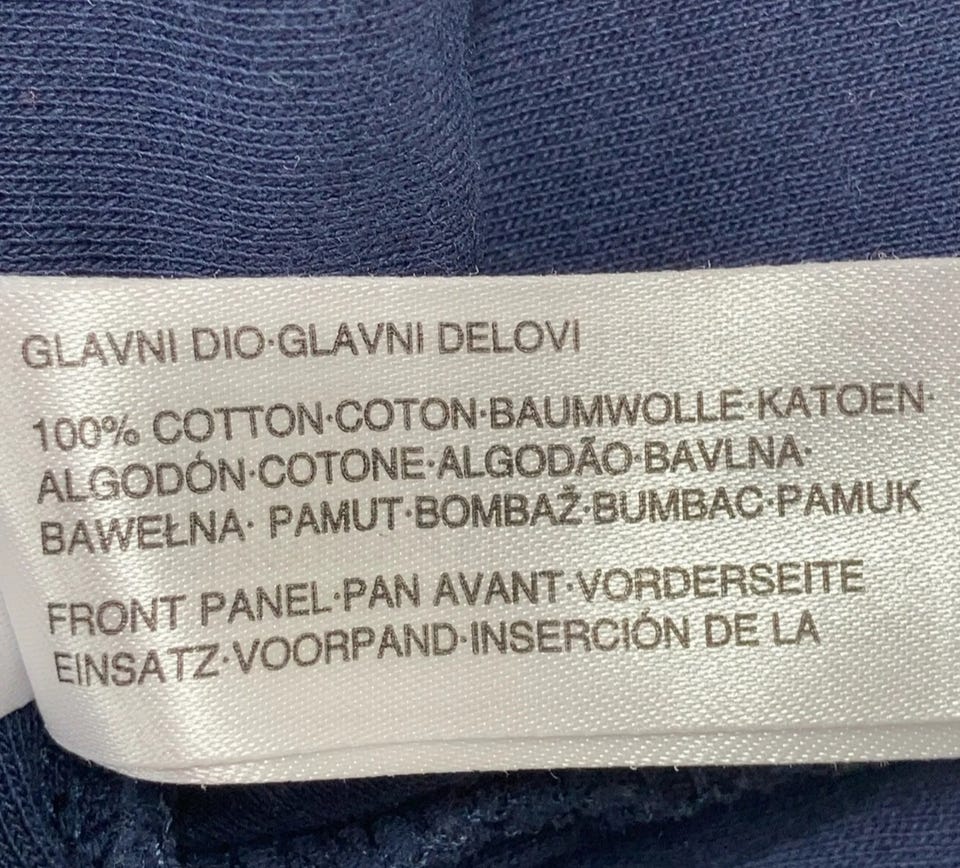 GLAVNI DIO·GLAVNI DELOVI
100% COTTON·COTON·BAUMWOLLE·KATOEN·
ALGODÓN·COTONE·ALGODÃO·BAVLNA·
BAWEŁNA· PAMUT·BOMBAŽ·BUMBAC·PAMUK
FRONT PANEL·PAN AVANT·VORDERSEITE
EINSATZ·VOORPAND·INSERCIÓN DE LA